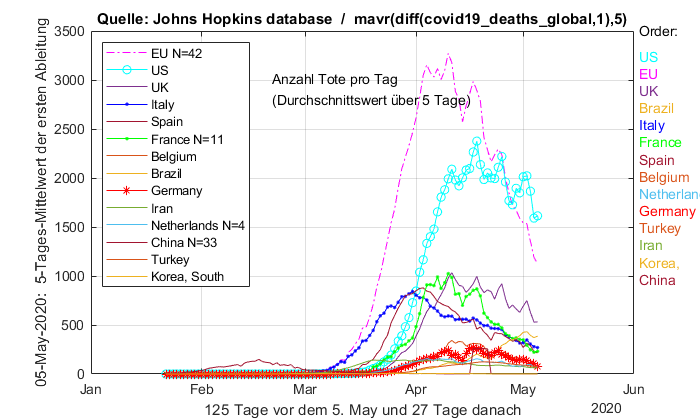 Quelle: Johns Hopkins database / mavr(diff(covid19_deaths_global,1),5)
05-May-2020: 5-Tages-Mittelwert der ersten Ableitung
3500
3000
2500
2000
1500
1000
500
0
EU N=42
US
UK
Italy
Spain
France N=11
Belgium
Brazil
Germany
Iran
Netherlands N=4
China N=33
Turkey
Korea, South
Anzahl Tote pro Tag
(Durchschnittswert über 5 Tage)
Order:
US
EU
UK
Brazil
Italy
France
Spain
Belgium
Netherlan
Germany
Turkey
Iran
Korea,
China
Jan
Feb
Mar
Apr
May
Jun
125 Tage vor dem 5. May und 27 Tage danach
2020